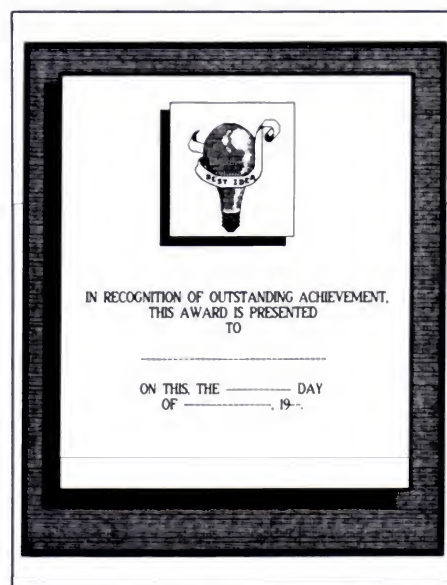 BEST IDEA
IN RECOGNITION OF OUTSTANDING ACHIEVEMENT,
THIS AWARD IS PRESENTED
TO
ON THIS, THE ---------- DAY
OF ----------, 19--.